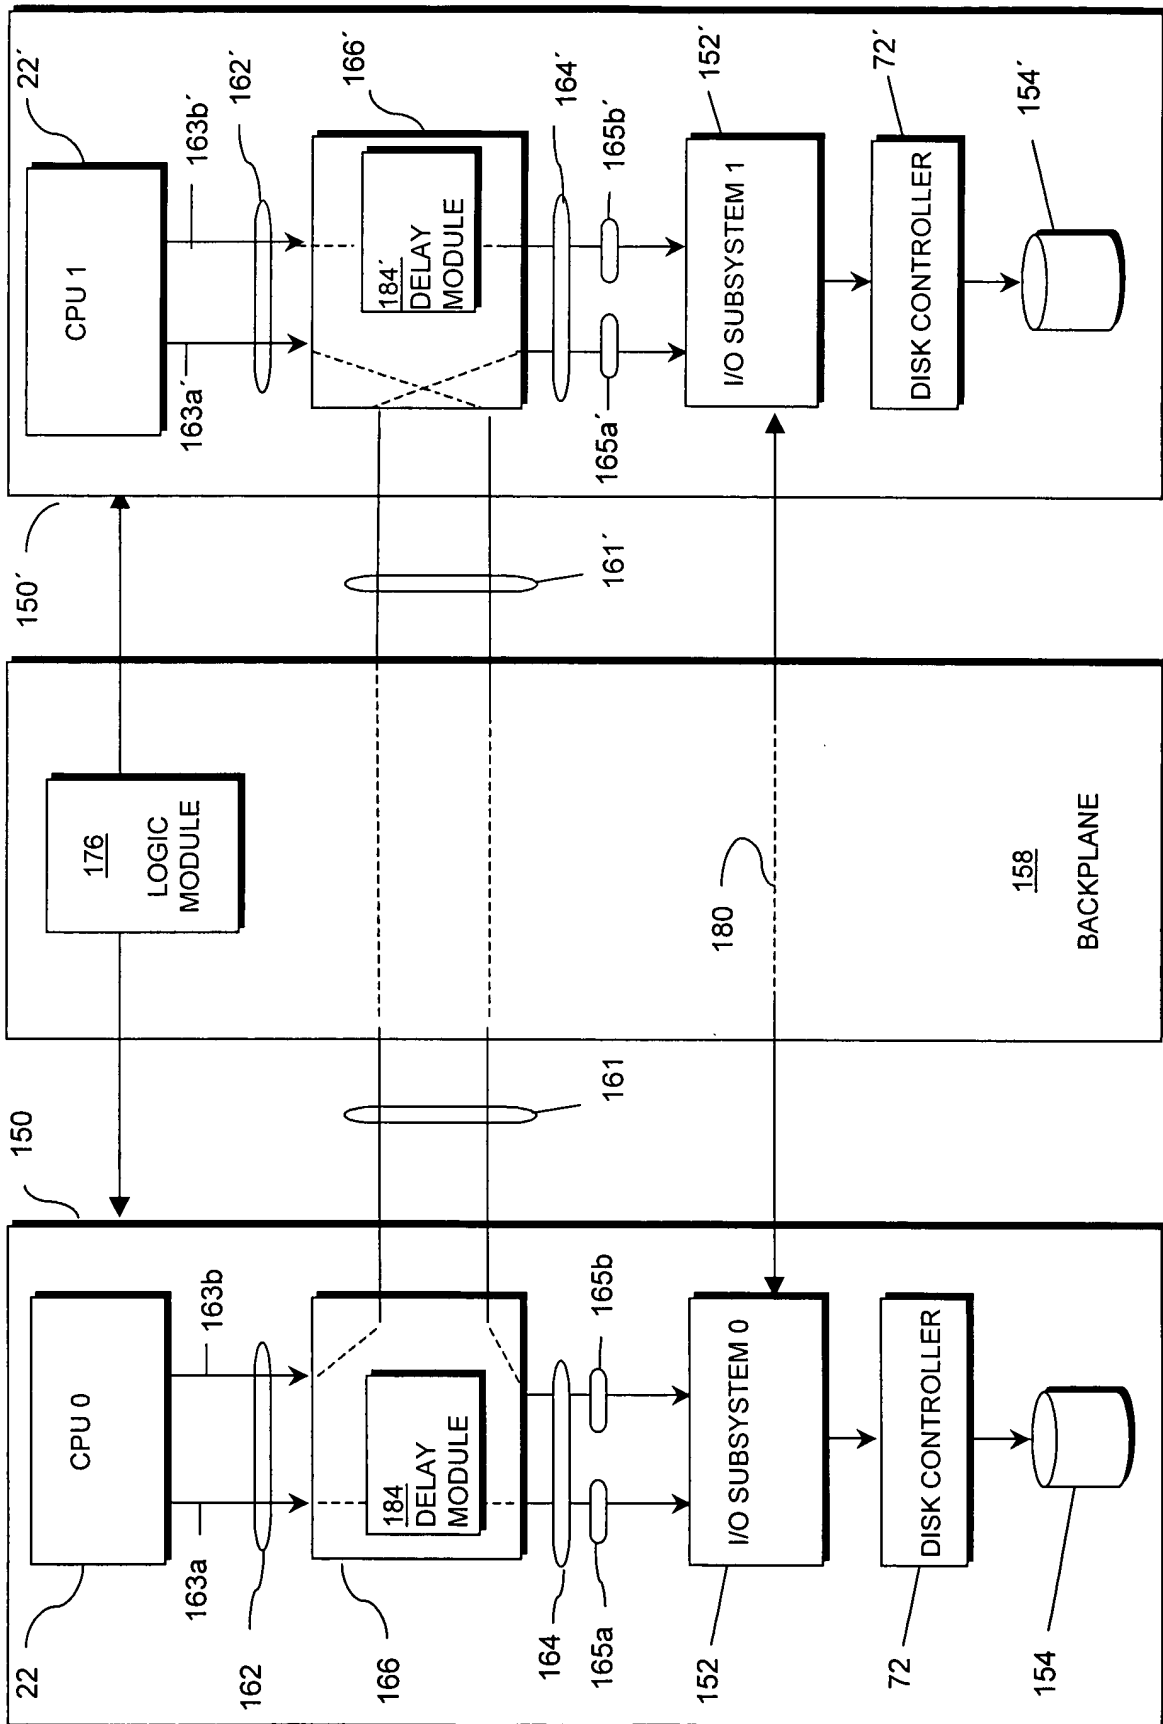 150
CPU 0
22
163a
163b
162
166
184
DELAY
MODULE
164
165a
165b
I/O SUBSYSTEM 0
152
DISK CONTROLLER
72
154
161
176
LOGIC
MODULE
180
158
BACKPLANE
161´
150´
CPU 1
22´
163a´
163b´
162´
166´
184´
DELAY
MODULE
164´
165a´
165b´
I/O SUBSYSTEM 1
152´
DISK CONTROLLER
72´
154´